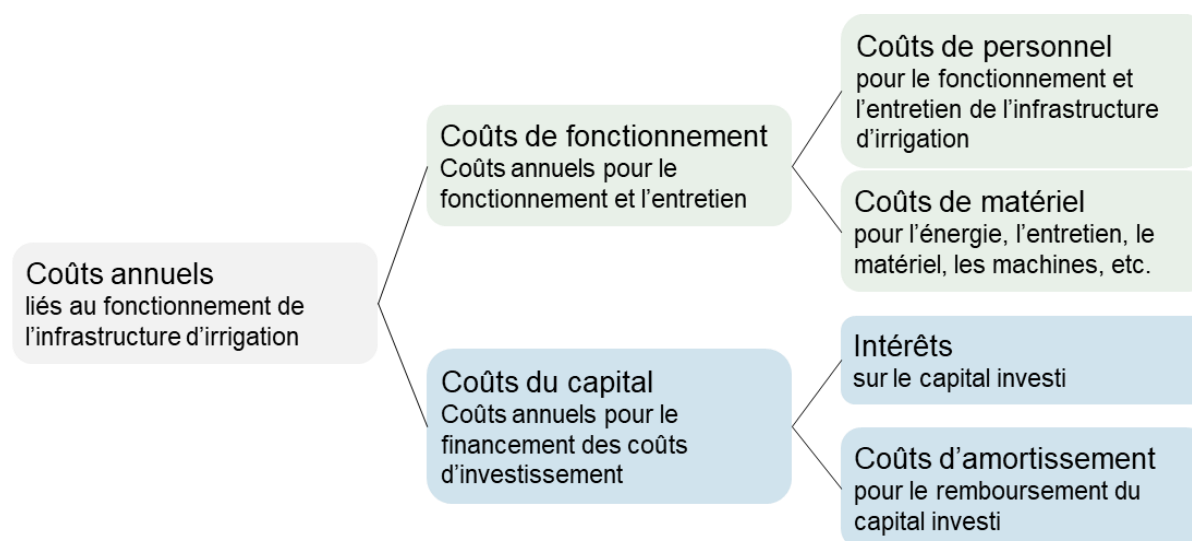 Coûts annuels
liés au fonctionnement de
l’infrastructure d’irrigation
Coûts de fonctionnement
Coûts annuels pour le
fonctionnement et l’entretien
Coûts du capital
Coûts annuels pour le
financement des coûts
d’investissement
Coûts de personnel
pour le fonctionnement et
l’entretien de l’infrastructure
d’irrigation
Coûts de matériel
pour l’énergie, l’entretien, le
matériel, les machines, etc.
Intérêts
sur le capital investi
Coûts d’amortissement
pour le remboursement du
capital investi